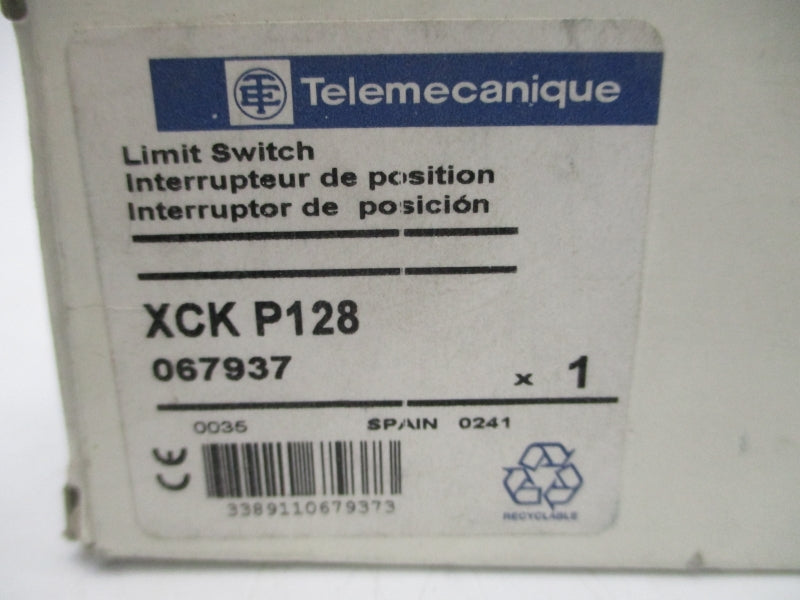 Telemecanique
Limit Switch
Interrupteur de position
Interruptor de posición
XCK P128
067937 x 1
0035 SPAIN 0241
CE
3389110679373
RECYCLABLE